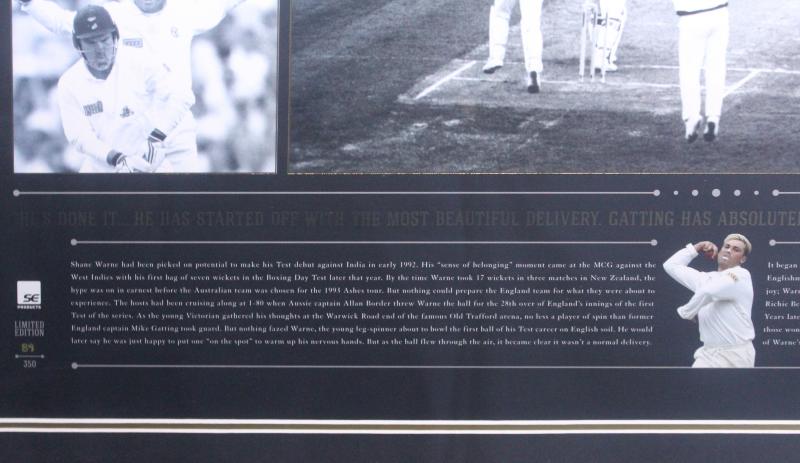 HE'S DONE IT... HE HAS STARTED OFF WITH THE MOST BEAUTIFUL DELIVERY. GATTING HAS ABSOLUTE
Shane Warne had been picked on potential to make his Test debut against India in early 1992. His "sense of belonging" moment came at the MCG against the
West Indies with his first bag of seven wickets in the Boxing Day Test later that year. By the time Warne took 17 wickets in three matches in New Zealand, the
hype was on in earnest before the Australian team was chosen for the 1993 Ashes tour. But nothing could prepare the England team for what they were about to
experience. The hosts had been cruising along at 1-80 when Aussie captain Allan Border threw Warne the ball for the 28th over of England's innings of the first
Test of the series. As the young Victorian gathered his thoughts at the Warwick Road end of the famous Old Trafford arena, no less a player of spin than former
England captain Mike Gatting took guard. But nothing fazed Warne, the young leg-spinner about to bowl the first ball of his Test career on English soil. He would
later say he was just happy to put one "on the spot" to warm up his nervous hands. But as the ball flew through the air, it became clear it wasn't a normal delivery.
It began
English
joy; War
Richie Be
Years late
those won
of Warne's
SE
PRODUCTS
LIMITED
EDITION
89
350